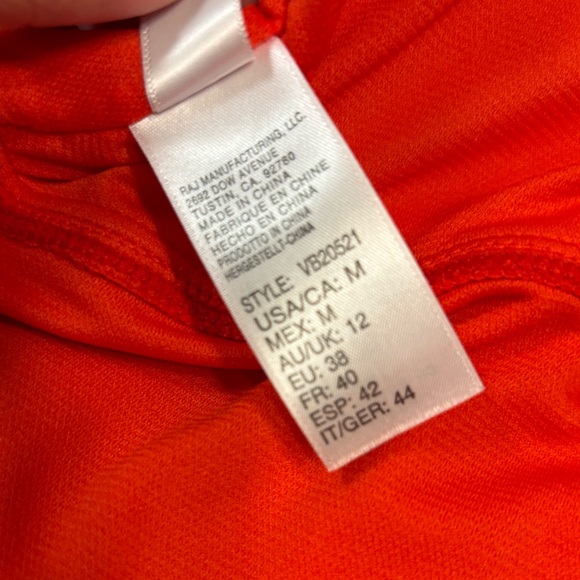 RAJ MANUFACTURING, LLC.
2692 DOW AVENUE
TUSTIN, CA. 92780
MADE IN CHINA
FABRIQUE EN CHINE
HECHO EN CHINA
PRODOTTO IN CHINA
HERGESTELLT-CHINA
STYLE: VB20521
USA/CA: M
MEX: M
AU/UK: 12
EU: 38
FR: 40
ESP: 42
IT/GER: 44